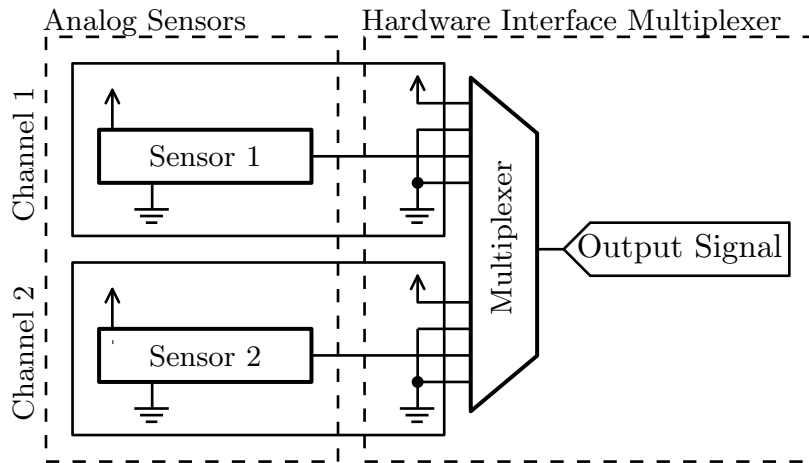 Analog Sensors
Hardware Interface Multiplexer
Channel 1
Sensor 1
Multiplexer
Output Signal
Channel 2
Sensor 2